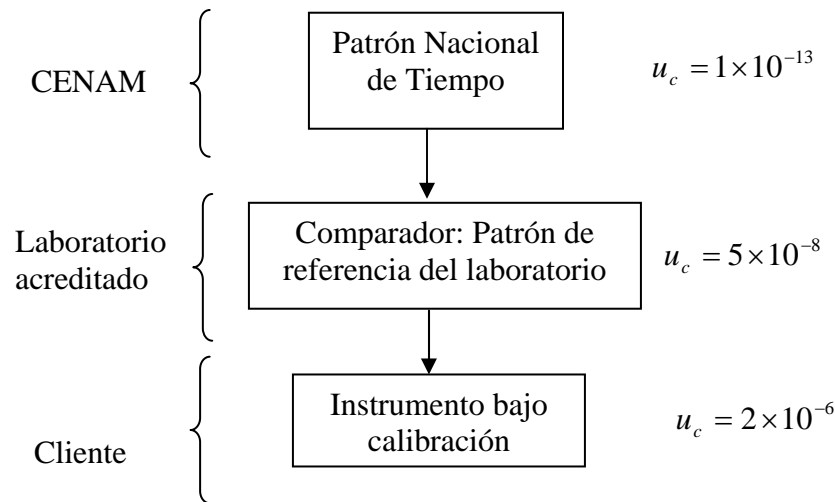 CENAM
Patrón Nacional
de Tiempo
u_c = 1×10^{-13}
Laboratorio
acreditado
Comparador: Patrón de
referencia del laboratorio
u_c = 5×10^{-8}
Cliente
Instrumento bajo
calibración
u_c = 2×10^{-6}